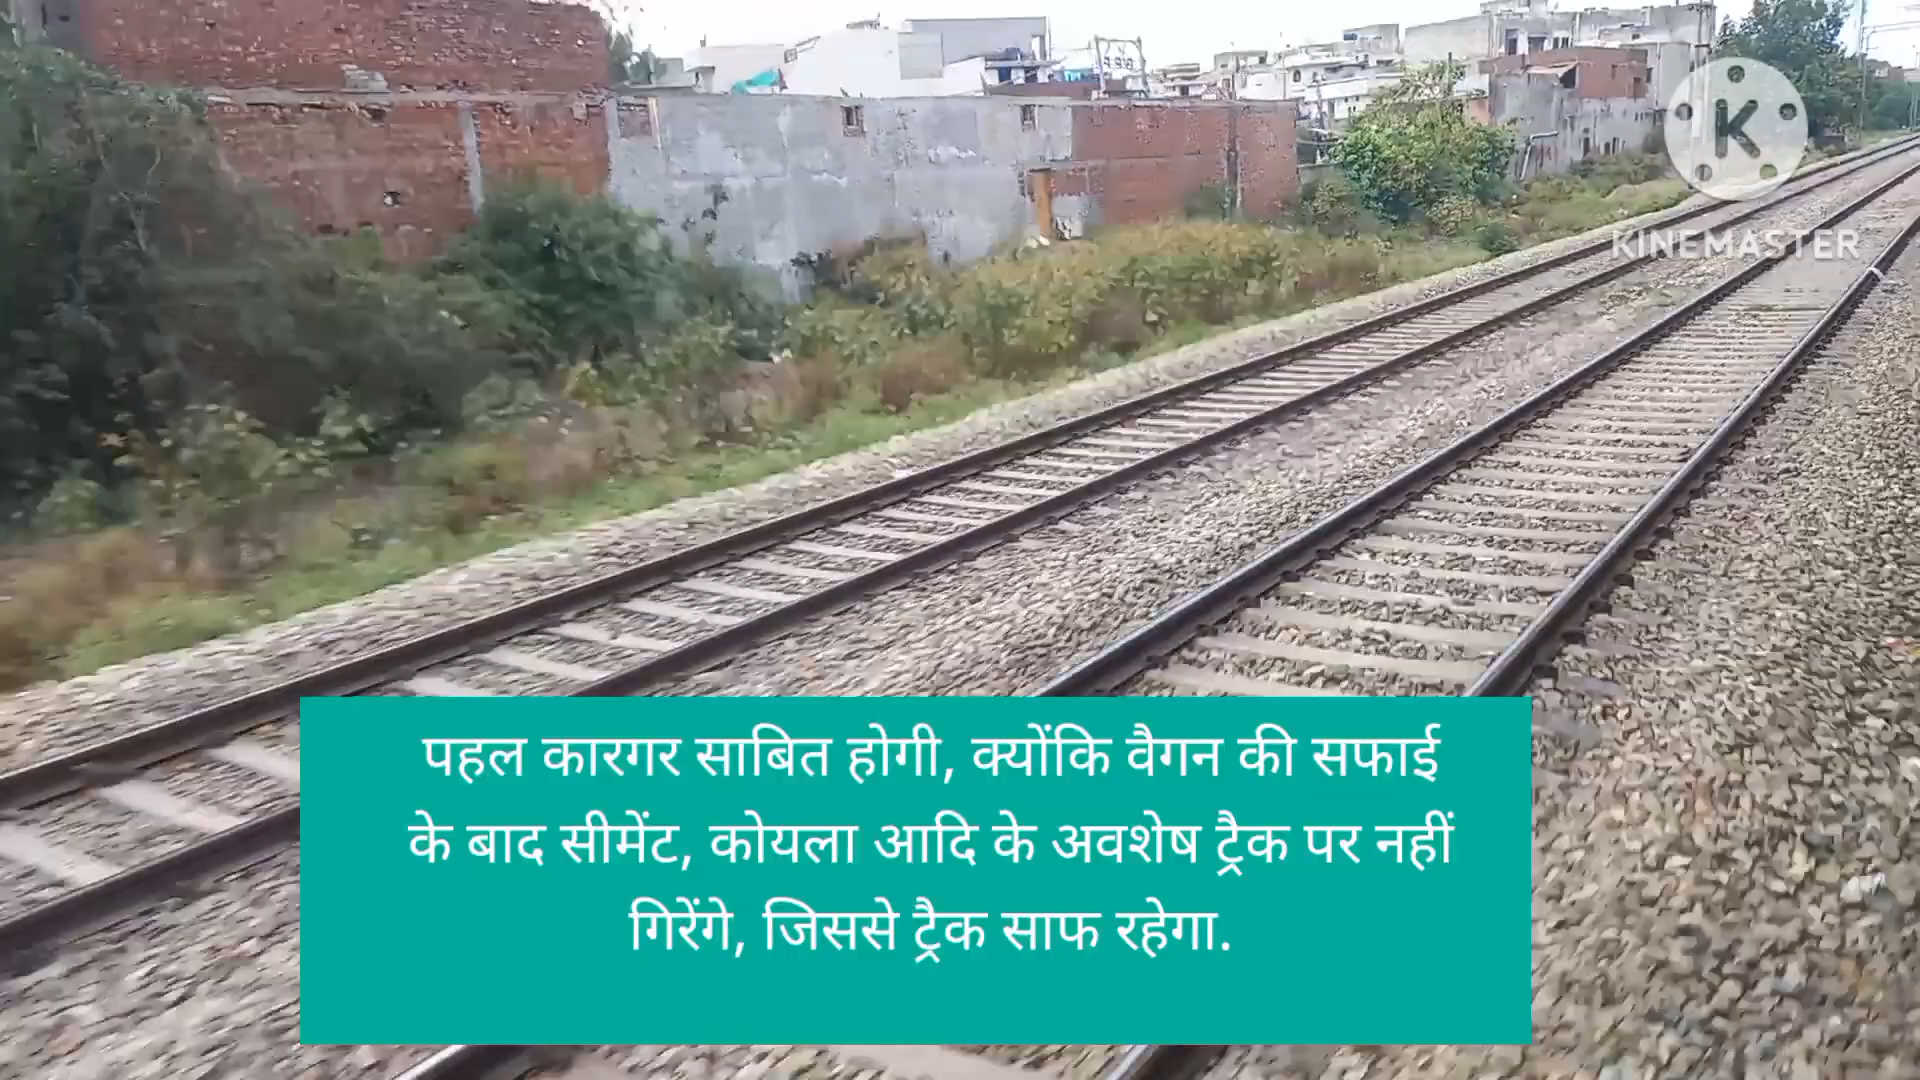 K
KINEMASTER
पहल कारगर साबित होगी, क्योंकि वैगन की सफाई
के बाद सीमेंट, कोयला आदि के अवशेष ट्रैक पर नहीं
गिरेंगे, जिससे ट्रैक साफ रहेगा.